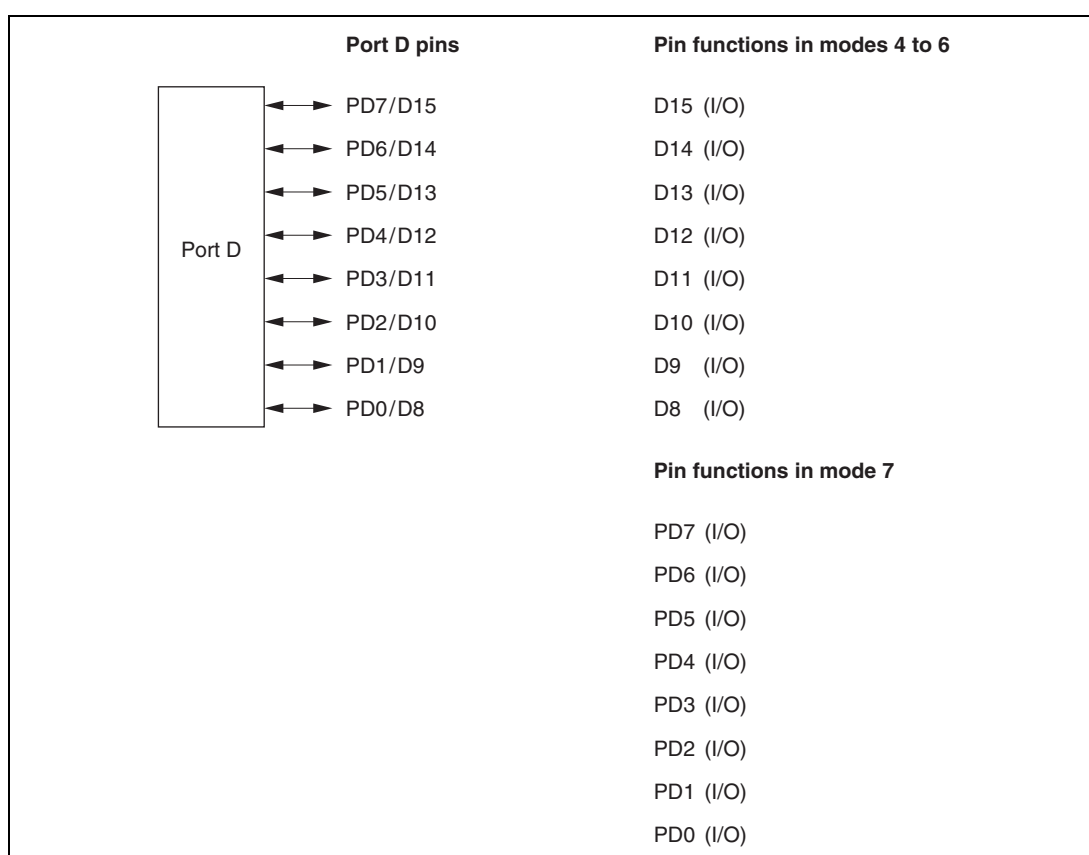 Port D pins Pin functions in modes 4 to 6
PD7/D15 D15 (I/O)
PD6/D14 D14 (I/O)
PD5/D13 D13 (I/O)
PD4/D12 D12 (I/O)
Port D
PD3/D11 D11 (I/O)
PD2/D10 D10 (I/O)
PD1/D9 D9 (I/O)
PD0/D8 D8 (I/O)
Pin functions in mode 7
PD7 (I/O)
PD6 (I/O)
PD5 (I/O)
PD4 (I/O)
PD3 (I/O)
PD2 (I/O)
PD1 (I/O)
PD0 (I/O)